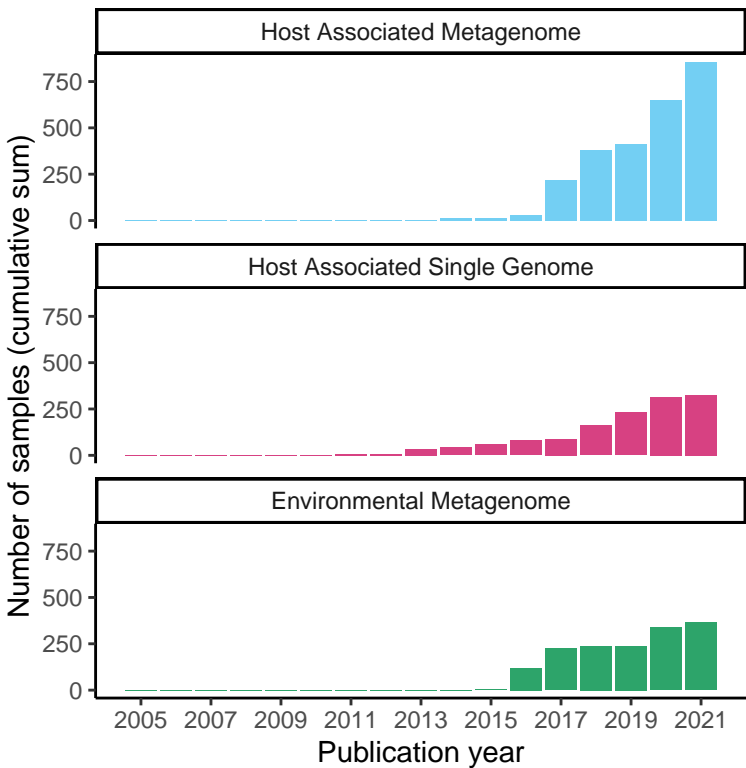 Host Associated Metagenome
750
500
250
0
Host Associated Single Genome
750
500
250
0
Environmental Metagenome
750
500
250
0
2005 2007 2009 2011 2013 2015 2017 2019 2021
Publication year
Number of samples (cumulative sum)